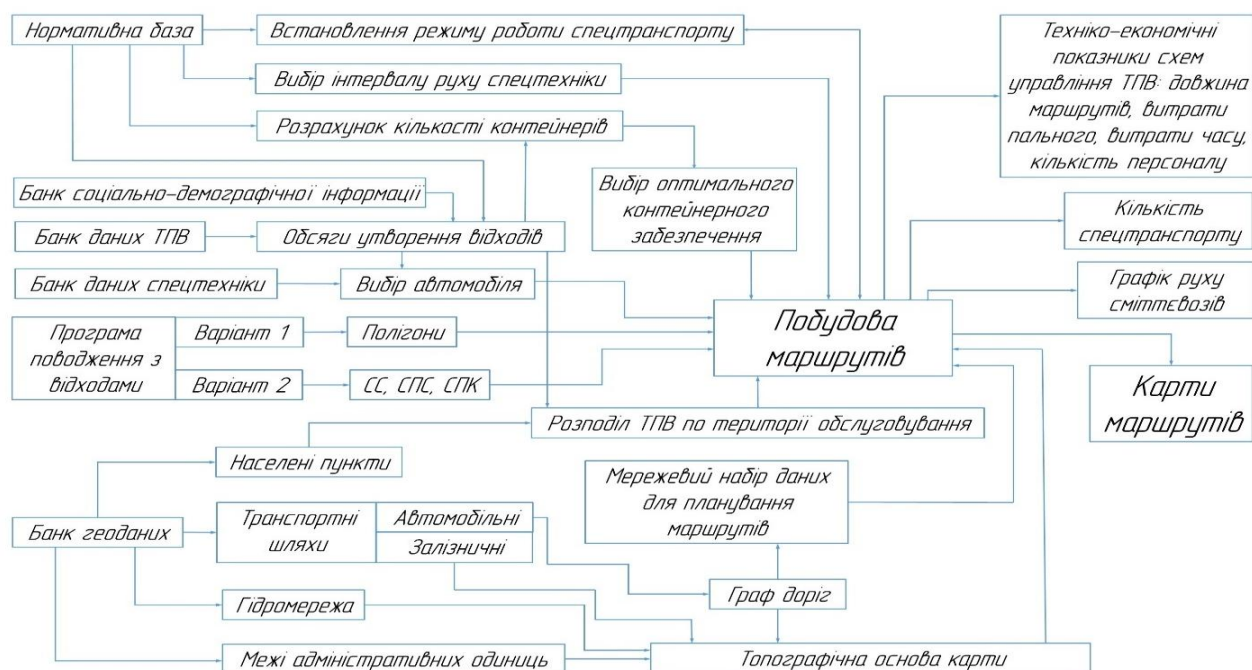 Нормативна база
Встановлення режиму роботи спецтранспорту
Вибір інтервалу руху спецтехніки
Розрахунок кількості контейнерів
Банк соціально-демографічної інформації
Банк даних ТПВ
Обсяги утворення відходів
Банк даних спецтехніки
Вибір автомобіля
Вибір оптимального
контейнерного
забезпечення
Техніко-економічні
показники схем
управління ТПВ: довжина
маршрутів, витрати
пального, витрати часу,
кількість персоналу
Кількість
спецтранспорту
Графік руху
сміттєвозів
Програма
поводження з
відходами
Варіант 1
Полігони
Варіант 2
СС, СПС, СПК
Побудова
маршрутів
Карти
маршрутів
Розподіл ТПВ по території обслуговування
Населені пункти
Банк геоданих
Транспортні
шляхи
Автомобільні
Залізничні
Мережевий набір даних
для планування
маршрутів
Гідромережа
Граф доріг
Межі адміністративних одиниць
Топографічна основа карти